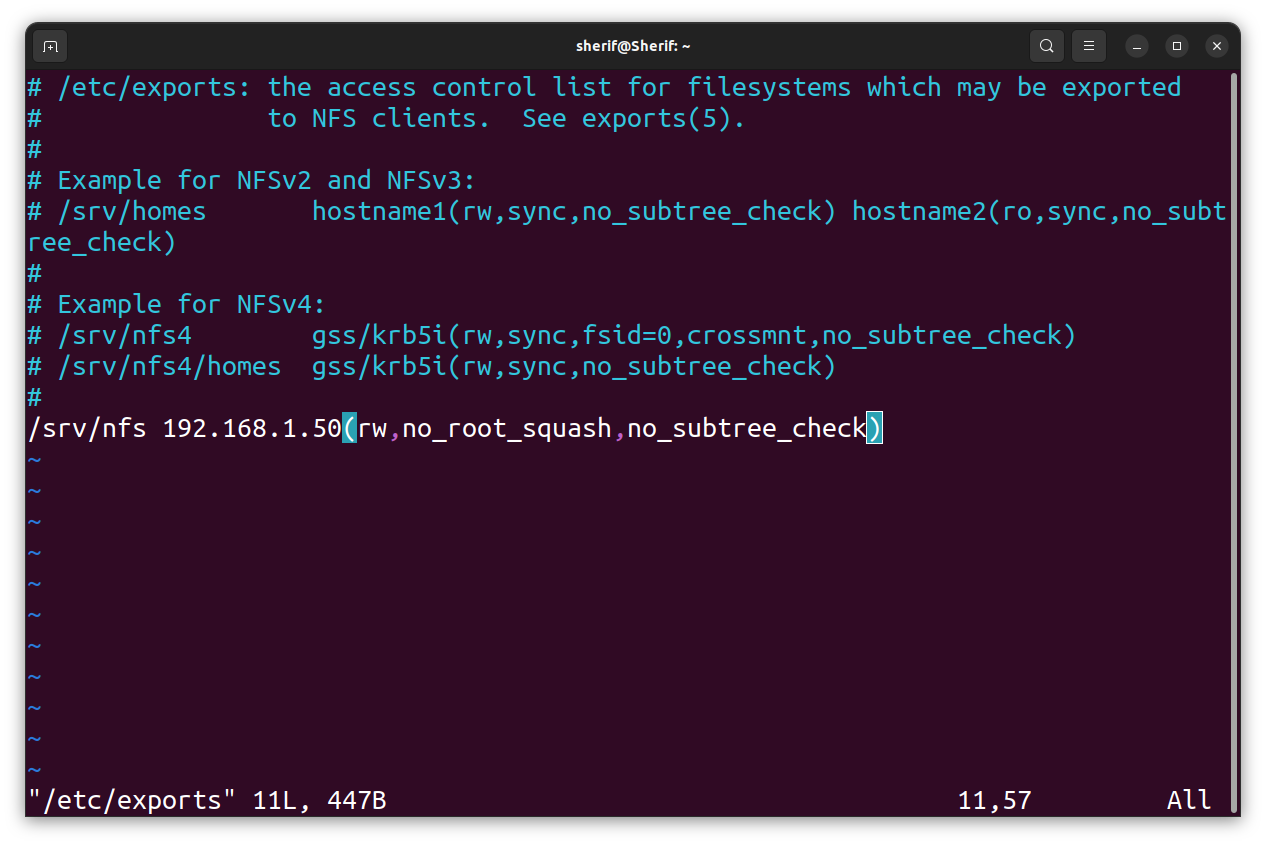 sherif@Sherif: ~
# /etc/exports: the access control list for filesystems which may be exported
#               to NFS clients.  See exports(5).
#
# Example for NFSv2 and NFSv3:
# /srv/homes       hostname1(rw,sync,no_subtree_check) hostname2(ro,sync,no_subt
ree_check)
#
# Example for NFSv4:
# /srv/nfs4        gss/krb5i(rw,sync,fsid=0,crossmnt,no_subtree_check)
# /srv/nfs4/homes  gss/krb5i(rw,sync,no_subtree_check)
#
/srv/nfs 192.168.1.50(rw,no_root_squash,no_subtree_check)
~
~
~
~
~
~
~
~
~
~
~
"/etc/exports" 11L, 447B                                      11,57         All